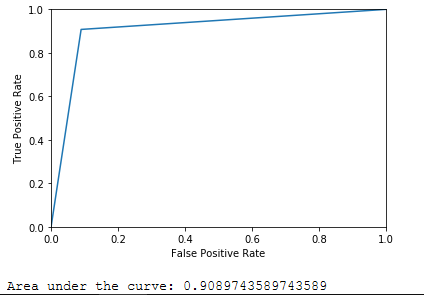 1.0
0.8
0.6
0.4
0.2
0.0
True Positive Rate
0.0 0.2 0.4 0.6 0.8 1.0
False Positive Rate
Area under the curve: 0.9089743589743589